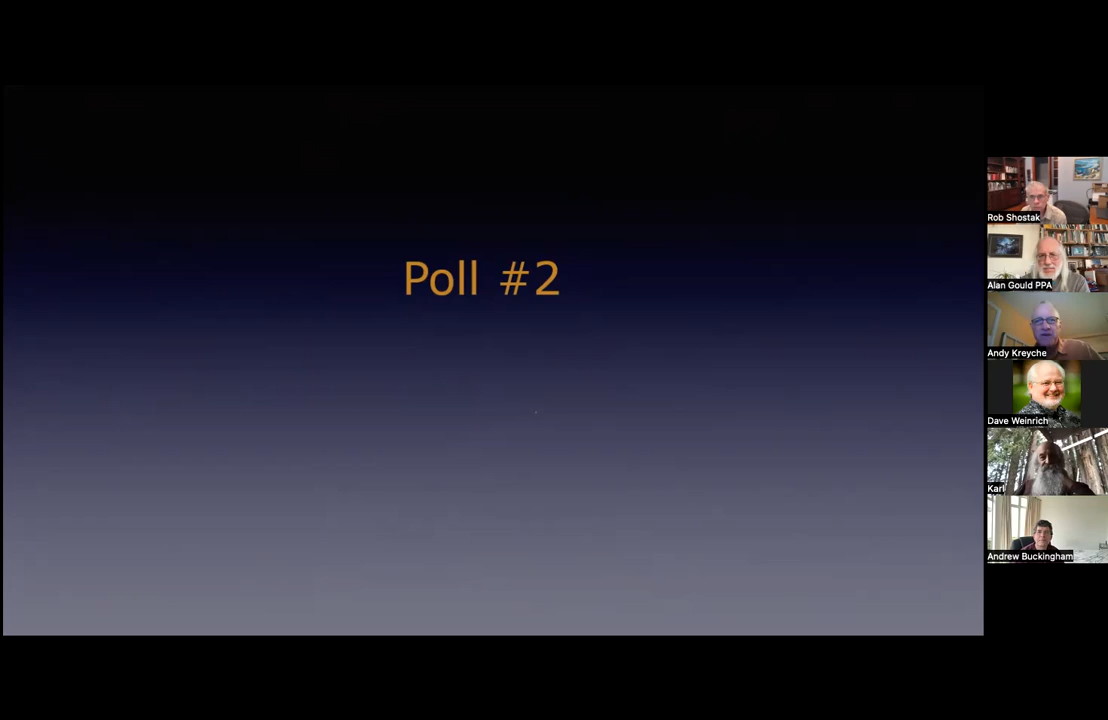 Poll #2
Rob Shostak
Alan Gould PPA
Andy Kreyche
Dave Weinrich
Karl
Andrew Buckingham